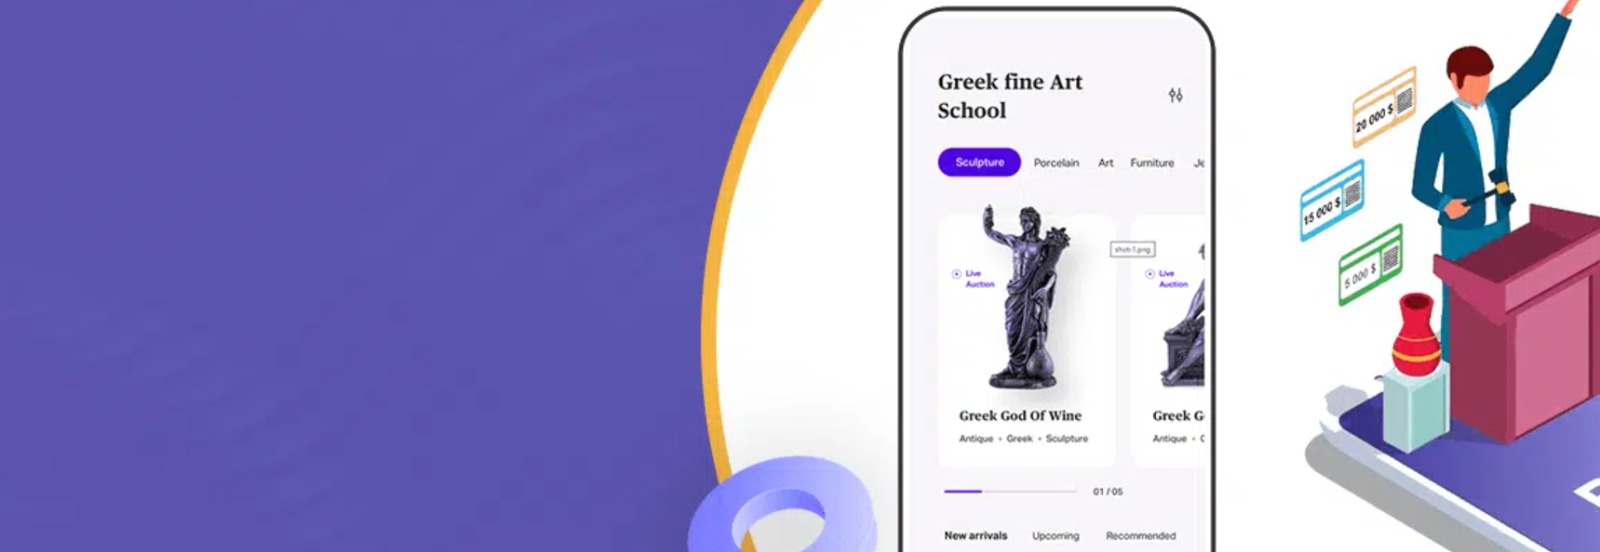 Greek fine Art
School
Sculpture Porcelain Art Furniture Je
shot-1.png
Live
Auction
Live
Auction
Greek God Of Wine
Antique • Greek • Sculpture
Greek G
Antique •
01 / 05
New arrivals Upcoming Recommended
20 000 $
15 000 $
5 000 $